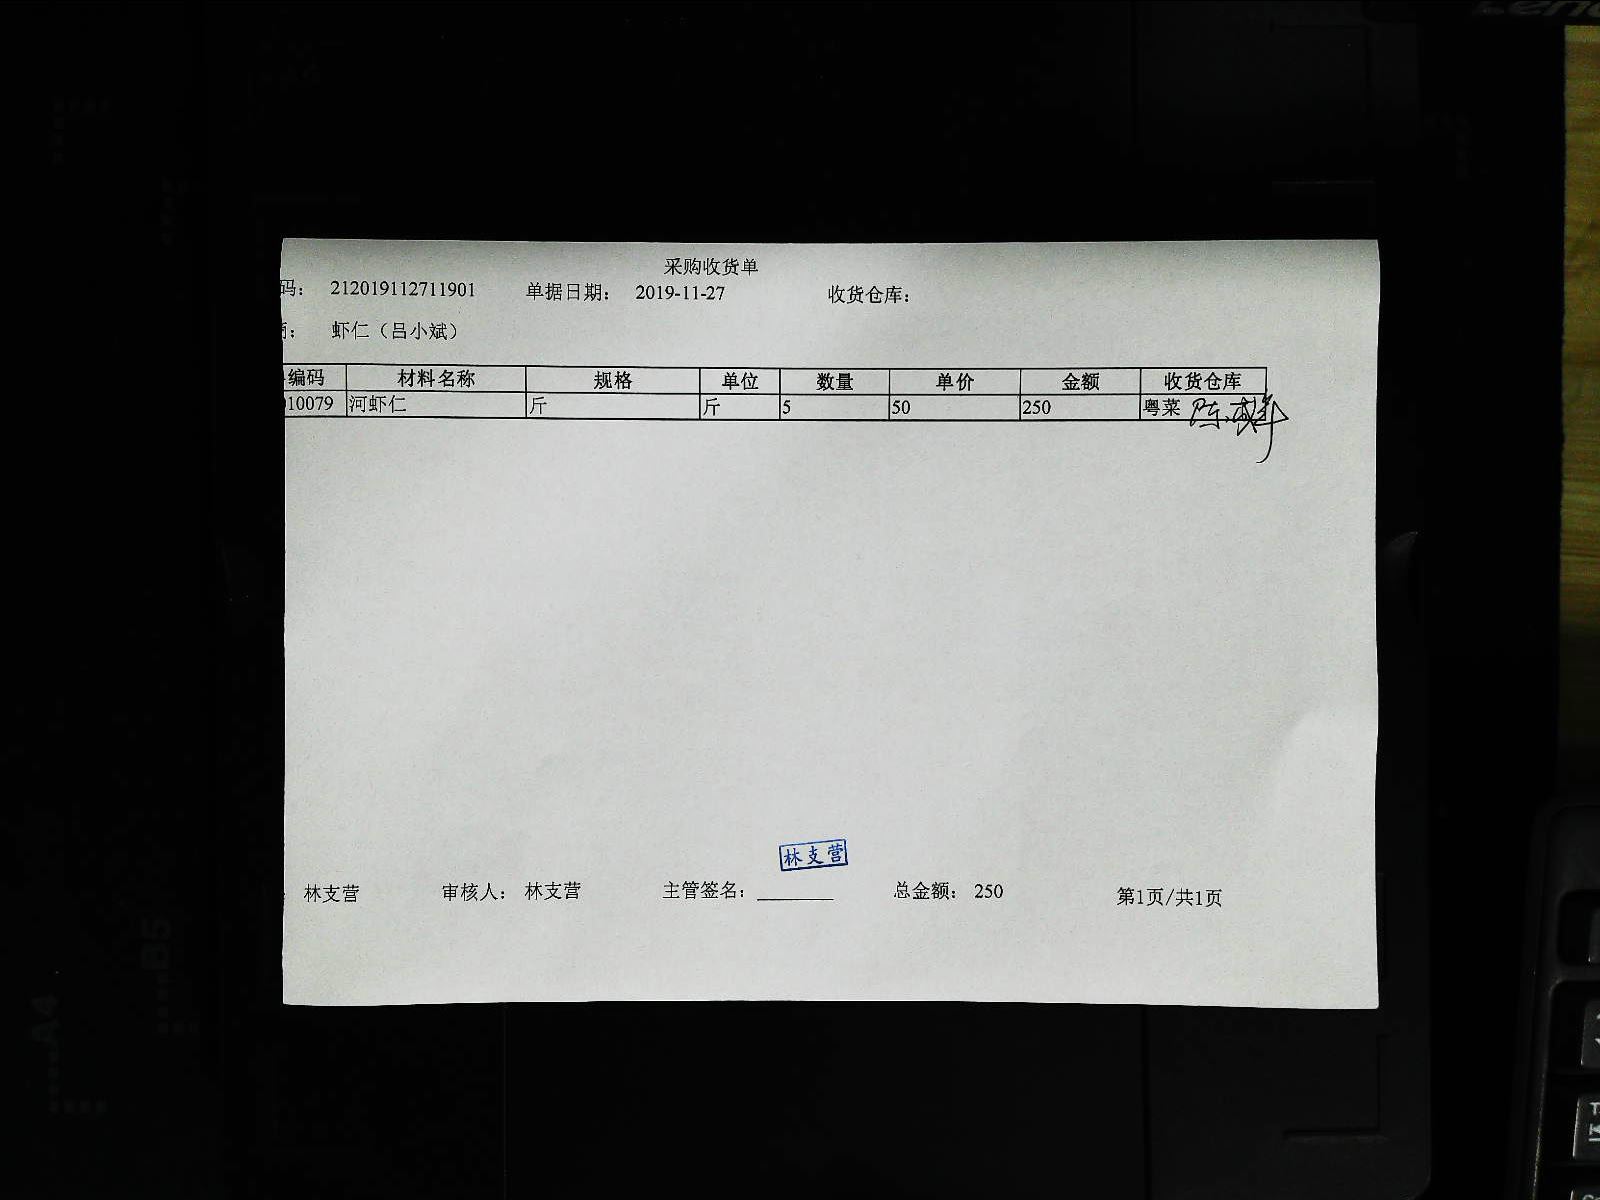 采购收货单
码： 212019112711901 单据日期： 2019-11-27 收货仓库：
商： 虾仁（吕小斌）
编码 材料名称 规格 单位 数量 单价 金额 收货仓库
010079 河虾仁 斤 斤 5 50 250 粤菜
林支营
林支营 审核人： 林支营 主管签名： 总金额： 250 第1页/共1页
A4
B5